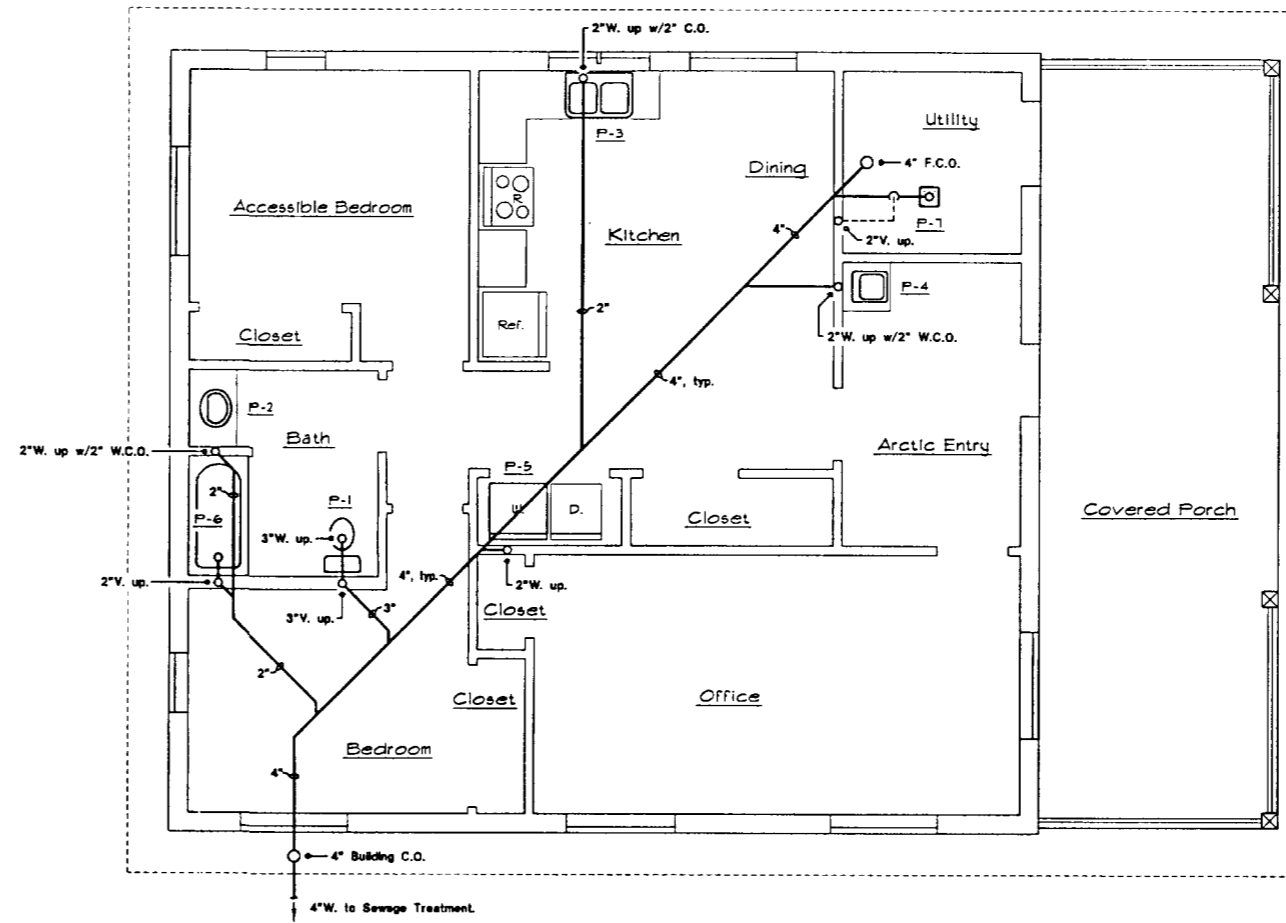 2"W. up w/2" C.O.
Utility
P-3
Dining
4" F.C.O.
R
Accessible Bedroom
P-7
Kitchen
4"
2"V. up.
P-4
2"
Ref.
Closet
2"W. up w/2" W.C.O.
4", typ.
P-2
Bath
Arctic Entry
2"W. up w/2" W.C.O.
P-5
2"
P-1
W.
D.
Covered Porch
P-6
Closet
3"W. up.
2"V. up.
4", typ.
2"W. up.
3"V. up.
3"
Closet
2"
Closet
Office
Bedroom
4"
4" Building C.O.
4"W. to Sewage Treatment.